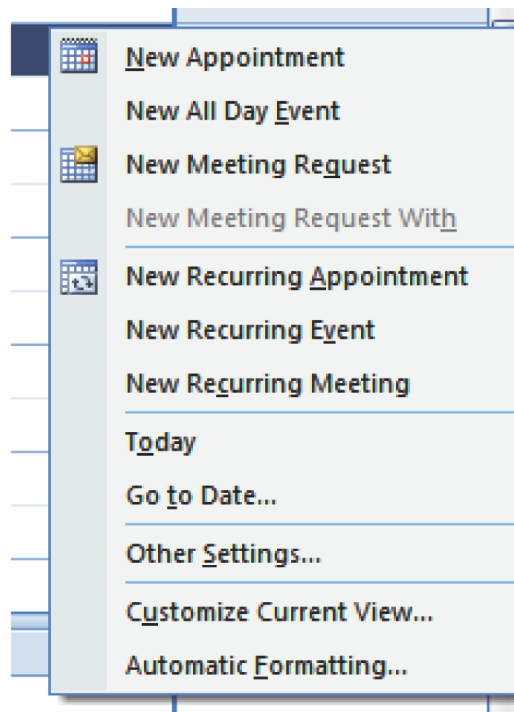 New Appointment
New All Day Event
New Meeting Request
New Meeting Request With
New Recurring Appointment
New Recurring Event
New Recurring Meeting
Today
Go to Date...
Other Settings...
Customize Current View...
Automatic Formatting...